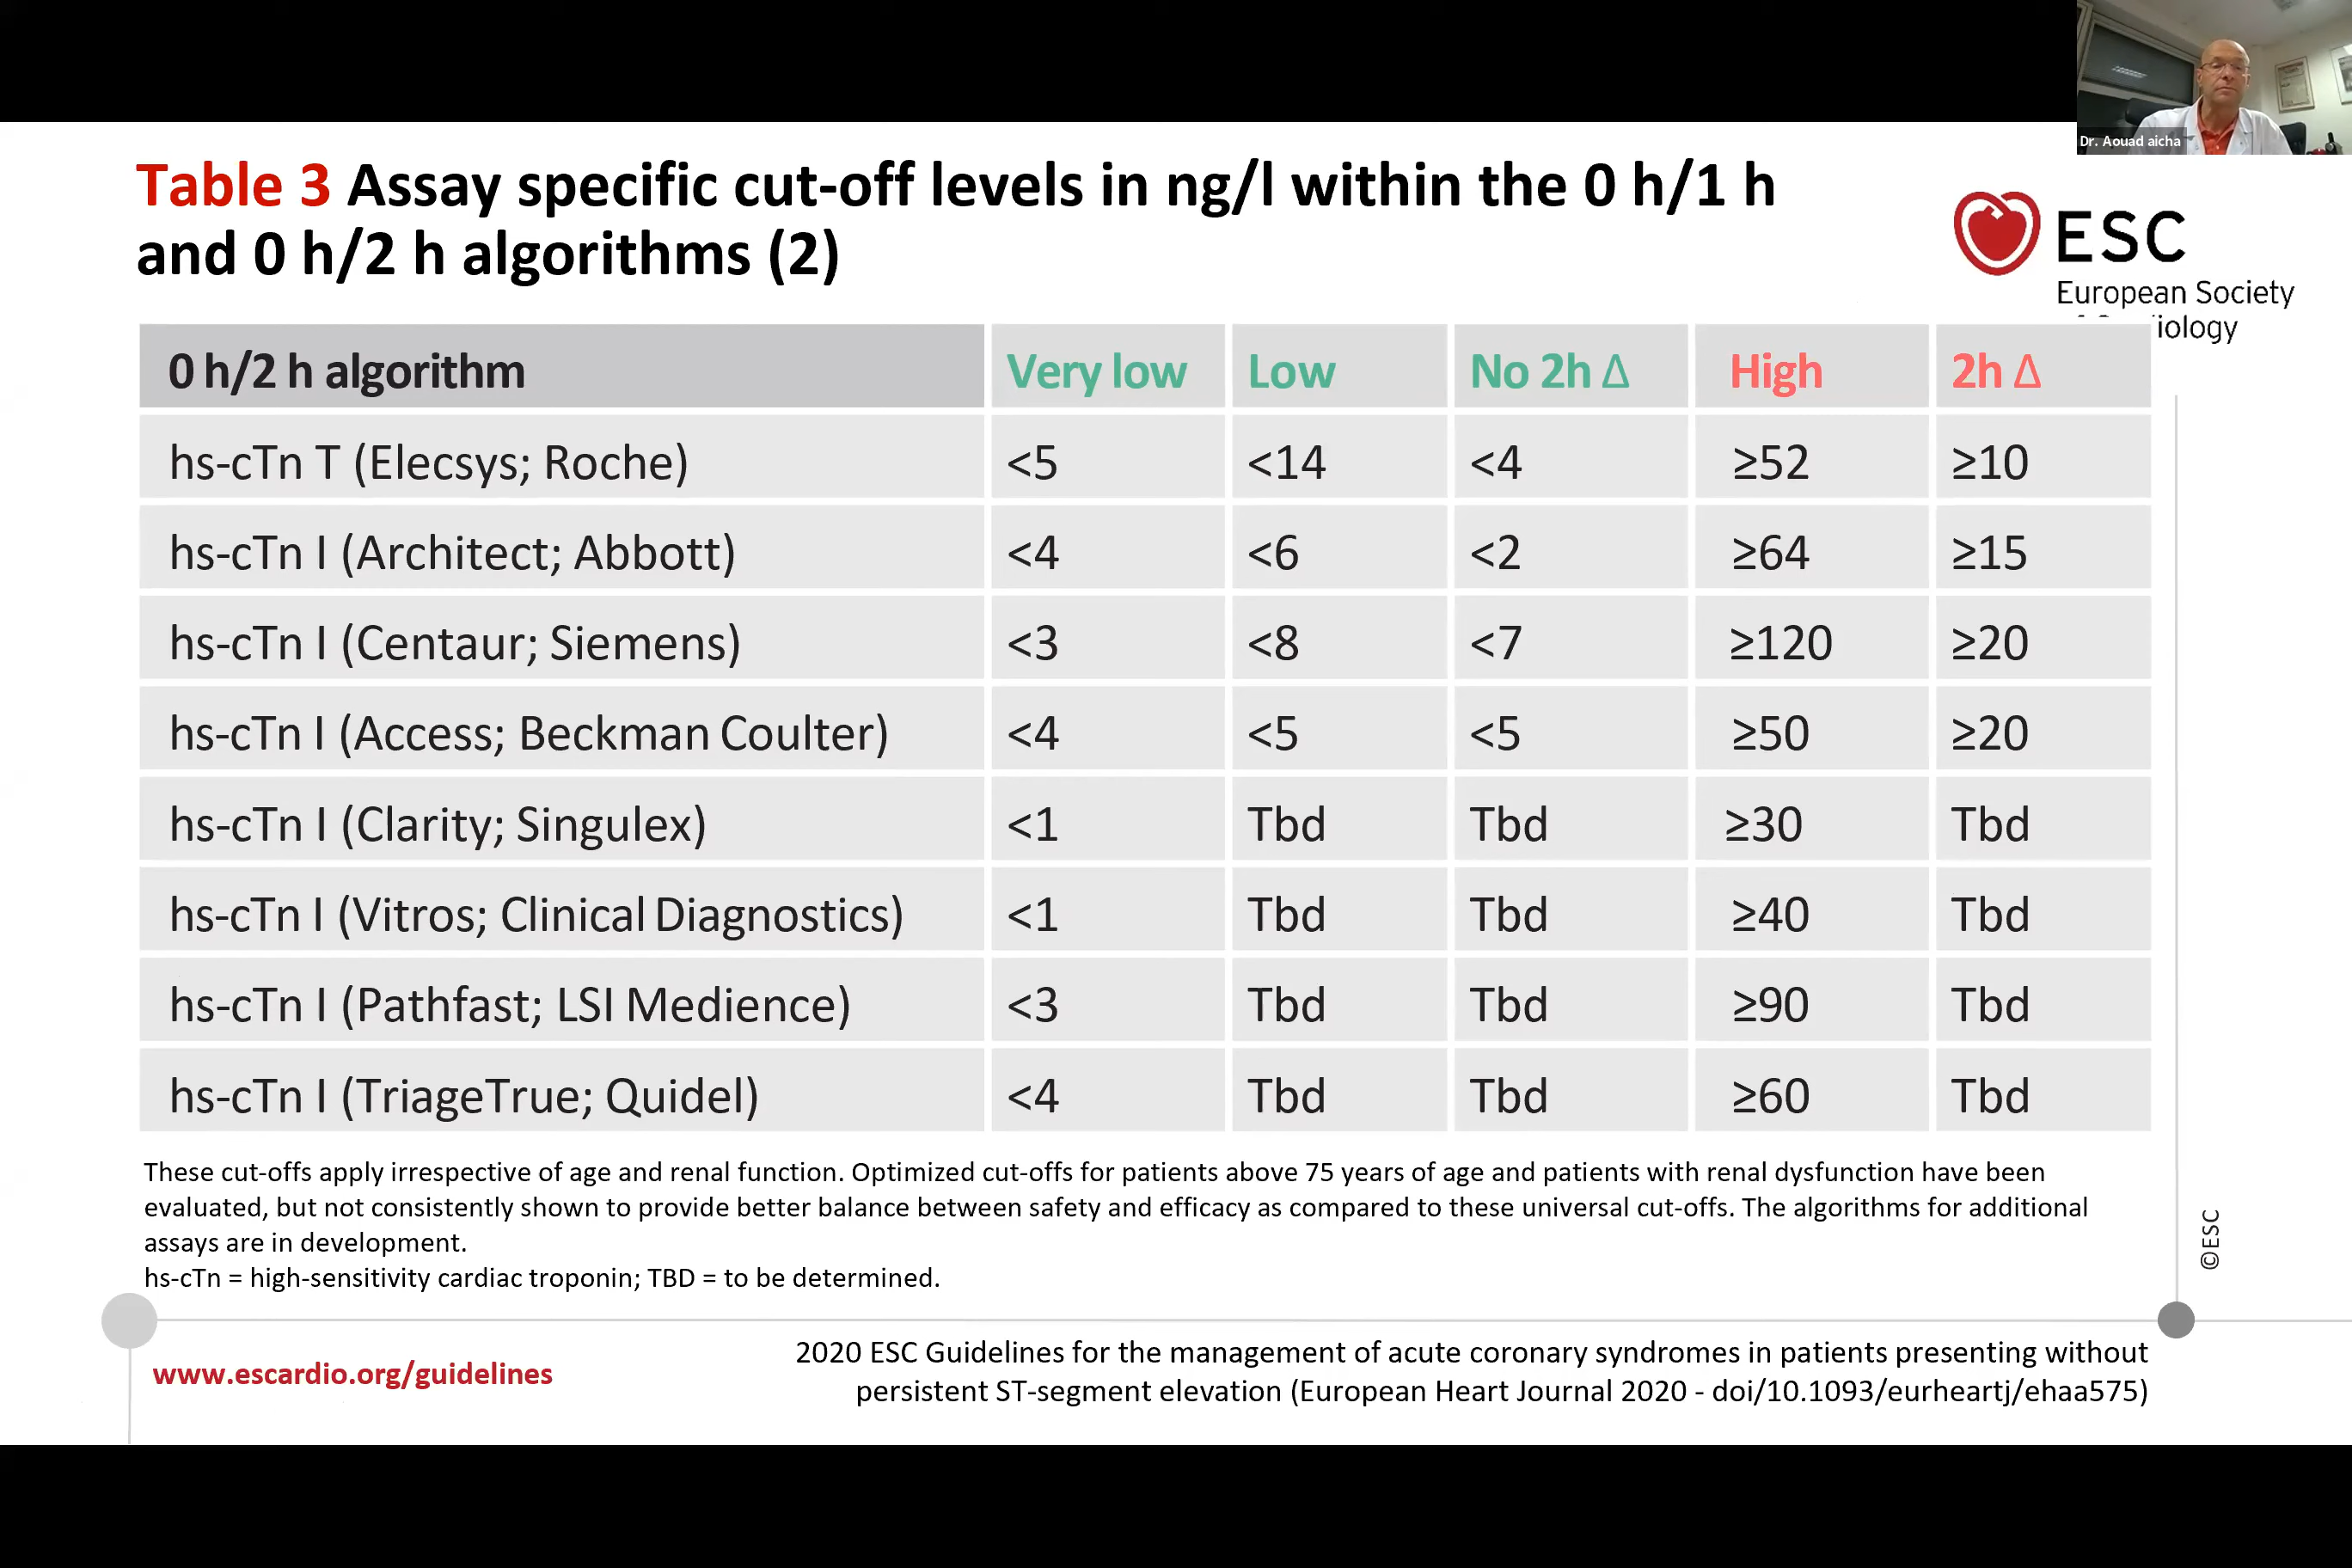 Dr. Aouad aicha
Table 3 Assay specific cut-off levels in ng/l within the 0 h/1 h
and 0 h/2 h algorithms (2)
ESC
European Society
iology
0 h/2 h algorithm Very low Low No 2h Δ High 2h Δ
hs-cTn T (Elecsys; Roche) <5 <14 <4 ≥52 ≥10
hs-cTn I (Architect; Abbott) <4 <6 <2 ≥64 ≥15
hs-cTn I (Centaur; Siemens) <3 <8 <7 ≥120 ≥20
hs-cTn I (Access; Beckman Coulter) <4 <5 <5 ≥50 ≥20
hs-cTn I (Clarity; Singulex) <1 Tbd Tbd ≥30 Tbd
hs-cTn I (Vitros; Clinical Diagnostics) <1 Tbd Tbd ≥40 Tbd
hs-cTn I (Pathfast; LSI Medience) <3 Tbd Tbd ≥90 Tbd
hs-cTn I (TriageTrue; Quidel) <4 Tbd Tbd ≥60 Tbd
These cut-offs apply irrespective of age and renal function. Optimized cut-offs for patients above 75 years of age and patients with renal dysfunction have been
evaluated, but not consistently shown to provide better balance between safety and efficacy as compared to these universal cut-offs. The algorithms for additional
assays are in development.
hs-cTn = high-sensitivity cardiac troponin; TBD = to be determined.
©ESC
www.escardio.org/guidelines
2020 ESC Guidelines for the management of acute coronary syndromes in patients presenting without
persistent ST-segment elevation (European Heart Journal 2020 - doi/10.1093/eurheartj/ehaa575)